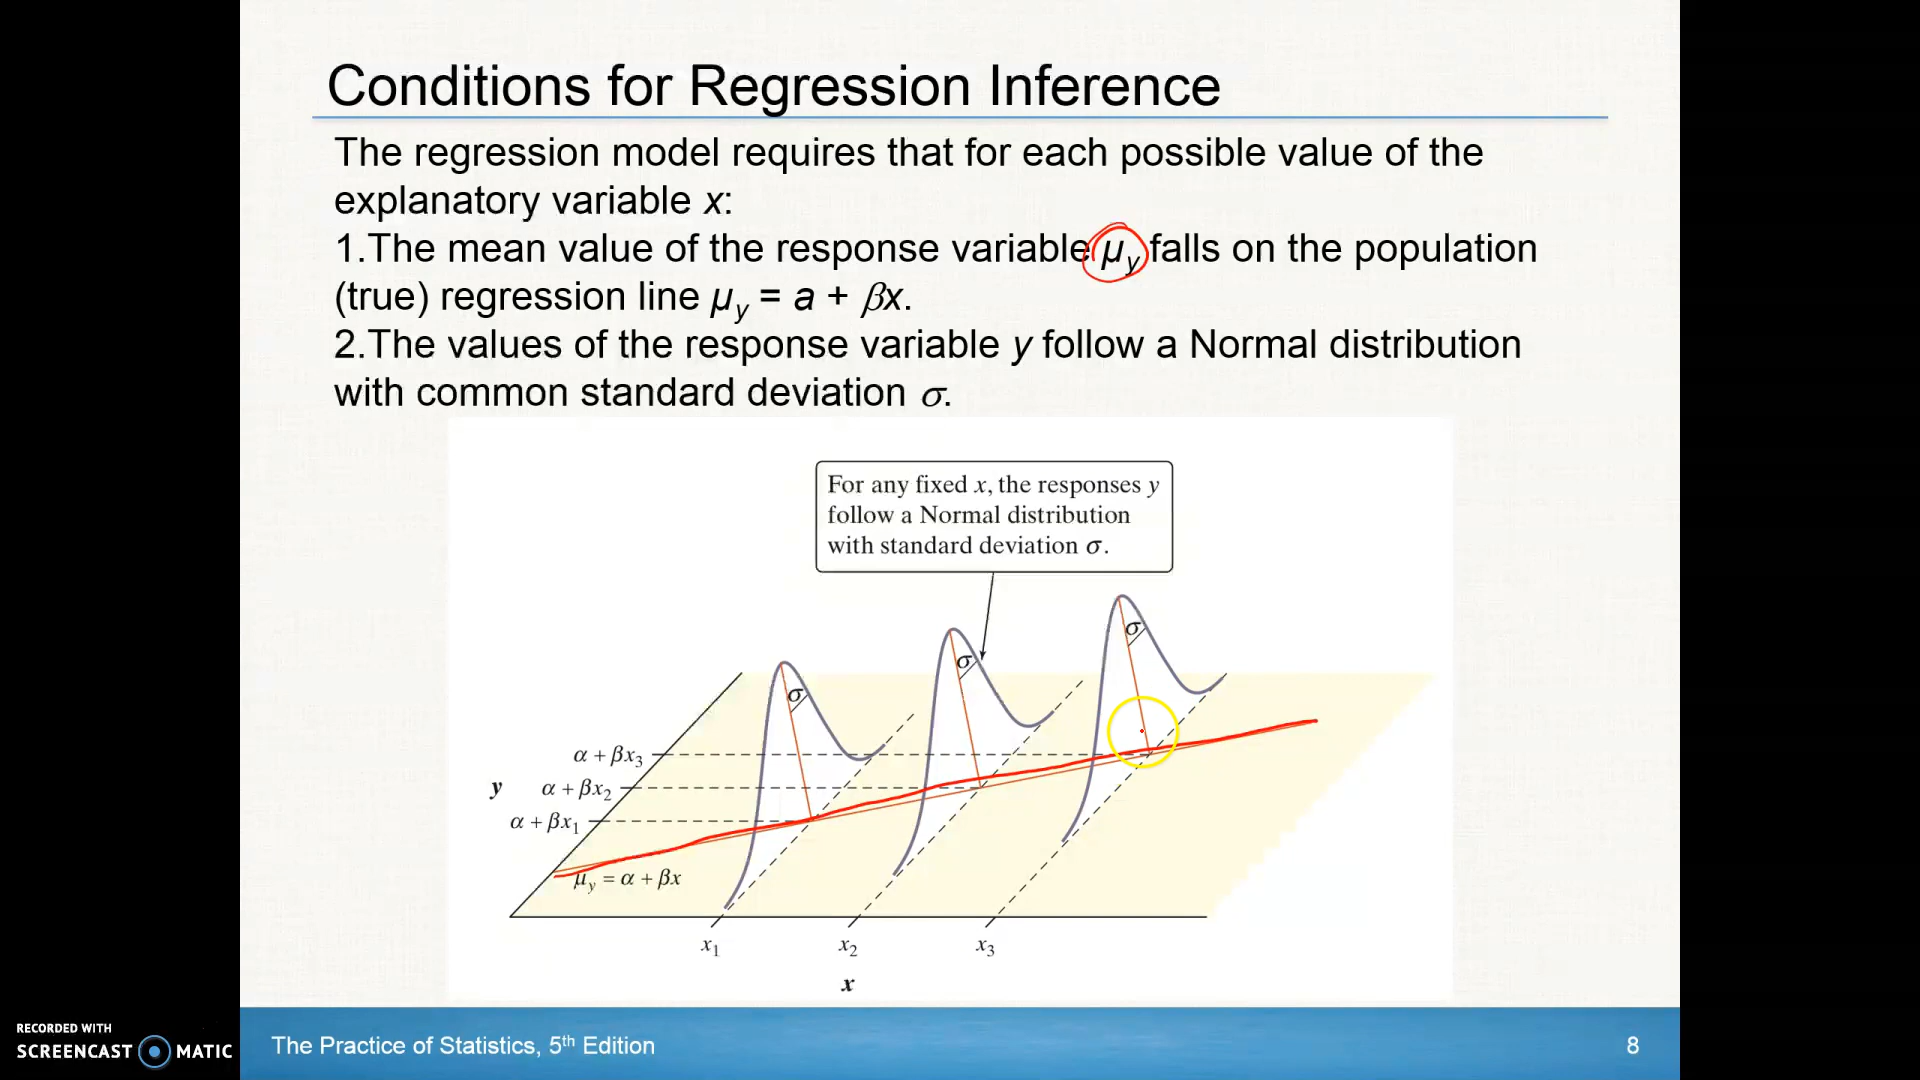 Conditions for Regression Inference
The regression model requires that for each possible value of the
explanatory variable x:
1.The mean value of the response variable μy falls on the population
(true) regression line μy = a + βx.
2.The values of the response variable y follow a Normal distribution
with common standard deviation σ.
For any fixed x, the responses y
follow a Normal distribution
with standard deviation σ.
σ
σ
σ
α + βx3
y
α + βx2
α + βx1
μy = α + βx
x1
x2
x3
x
RECORDED WITH
SCREENCAST MATIC
The Practice of Statistics, 5th Edition
8